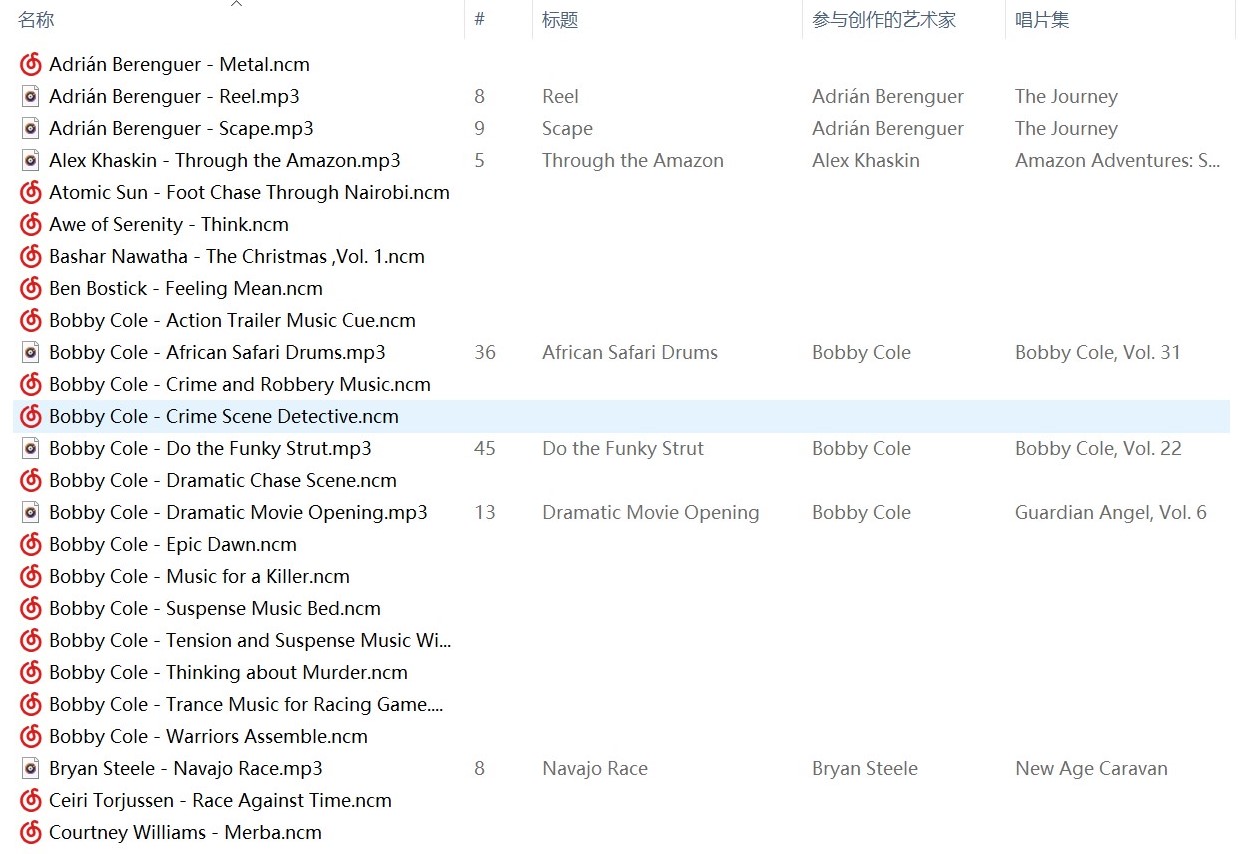 名称 # 标题 参与创作的艺术家 唱片集
Adrián Berenguer - Metal.ncm
Adrián Berenguer - Reel.mp3 8 Reel Adrián Berenguer The Journey
Adrián Berenguer - Scape.mp3 9 Scape Adrián Berenguer The Journey
Alex Khaskin - Through the Amazon.mp3 5 Through the Amazon Alex Khaskin Amazon Adventures: S...
Atomic Sun - Foot Chase Through Nairobi.ncm
Awe of Serenity - Think.ncm
Bashar Nawatha - The Christmas ,Vol. 1.ncm
Ben Bostick - Feeling Mean.ncm
Bobby Cole - Action Trailer Music Cue.ncm
Bobby Cole - African Safari Drums.mp3 36 African Safari Drums Bobby Cole Bobby Cole, Vol. 31
Bobby Cole - Crime and Robbery Music.ncm
Bobby Cole - Crime Scene Detective.ncm
Bobby Cole - Do the Funky Strut.mp3 45 Do the Funky Strut Bobby Cole Bobby Cole, Vol. 22
Bobby Cole - Dramatic Chase Scene.ncm
Bobby Cole - Dramatic Movie Opening.mp3 13 Dramatic Movie Opening Bobby Cole Guardian Angel, Vol. 6
Bobby Cole - Epic Dawn.ncm
Bobby Cole - Music for a Killer.ncm
Bobby Cole - Suspense Music Bed.ncm
Bobby Cole - Tension and Suspense Music Wi...
Bobby Cole - Thinking about Murder.ncm
Bobby Cole - Trance Music for Racing Game....
Bobby Cole - Warriors Assemble.ncm
Bryan Steele - Navajo Race.mp3 8 Navajo Race Bryan Steele New Age Caravan
Ceiri Torjussen - Race Against Time.ncm
Courtney Williams - Merba.ncm